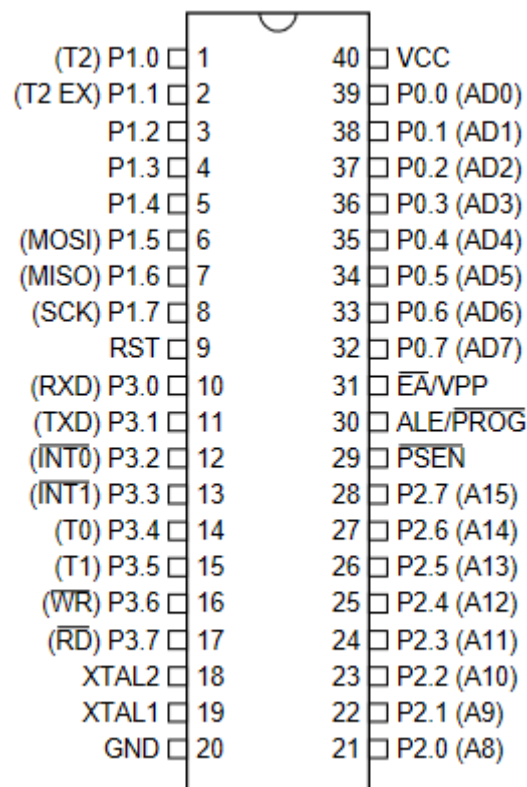 (T2) P1.0 1 40 VCC
(T2 EX) P1.1 2 39 P0.0 (AD0)
P1.2 3 38 P0.1 (AD1)
P1.3 4 37 P0.2 (AD2)
P1.4 5 36 P0.3 (AD3)
(MOSI) P1.5 6 35 P0.4 (AD4)
(MISO) P1.6 7 34 P0.5 (AD5)
(SCK) P1.7 8 33 P0.6 (AD6)
RST 9 32 P0.7 (AD7)
(RXD) P3.0 10 31 E̅A̅/VPP
(TXD) P3.1 11 30 ALE/P̅R̅O̅G̅
(I̅N̅T̅0̅) P3.2 12 29 P̅S̅E̅N̅
(I̅N̅T̅1̅) P3.3 13 28 P2.7 (A15)
(T0) P3.4 14 27 P2.6 (A14)
(T1) P3.5 15 26 P2.5 (A13)
(W̅R̅) P3.6 16 25 P2.4 (A12)
(R̅D̅) P3.7 17 24 P2.3 (A11)
XTAL2 18 23 P2.2 (A10)
XTAL1 19 22 P2.1 (A9)
GND 20 21 P2.0 (A8)